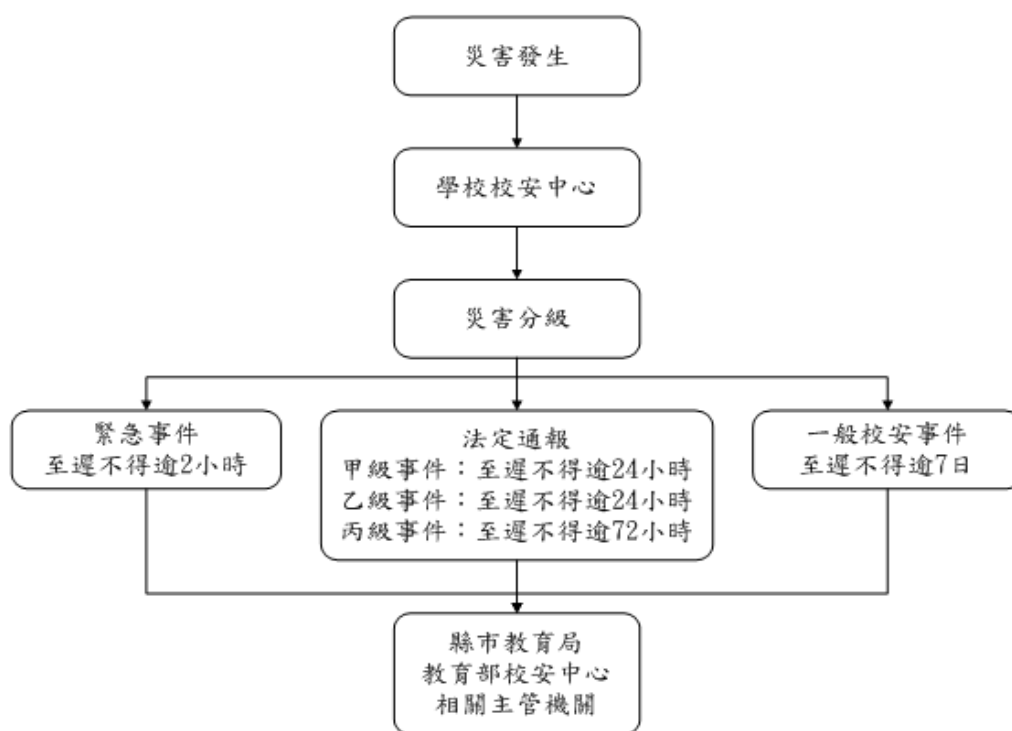 災害發生
學校校安中心
災害分級
緊急事件
至遲不得逾2小時
法定通報
甲級事件：至遲不得逾24小時
乙級事件：至遲不得逾24小時
丙級事件：至遲不得逾72小時
一般校安事件
至遲不得逾7日
縣市教育局
教育部校安中心
相關主管機關